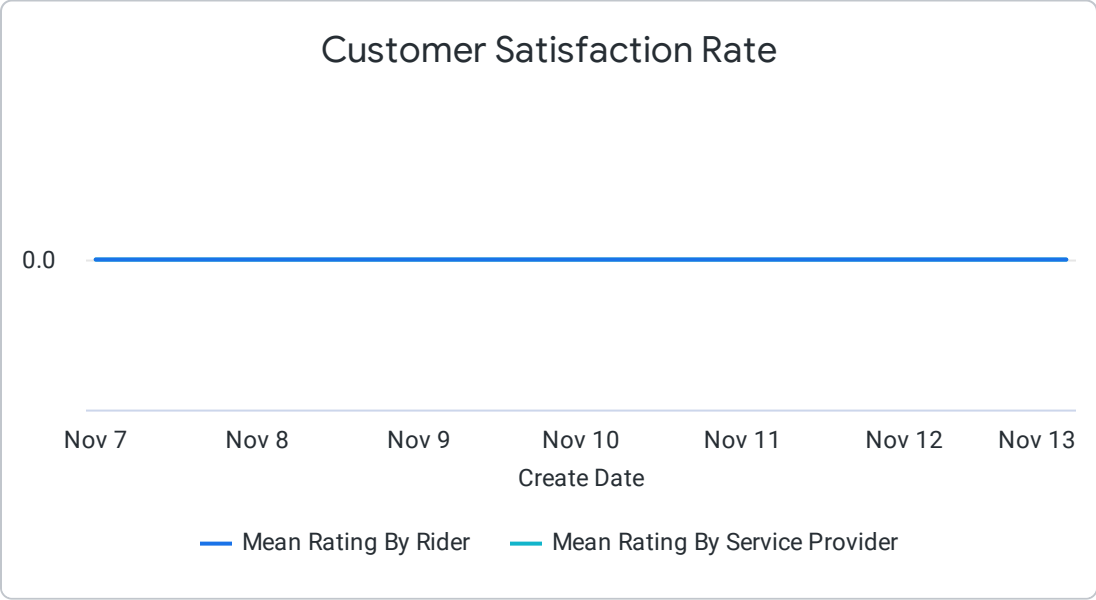 Customer Satisfaction Rate
0.0
Nov 7 Nov 8 Nov 9 Nov 10 Nov 11 Nov 12 Nov 13
Create Date
Mean Rating By Rider Mean Rating By Service Provider